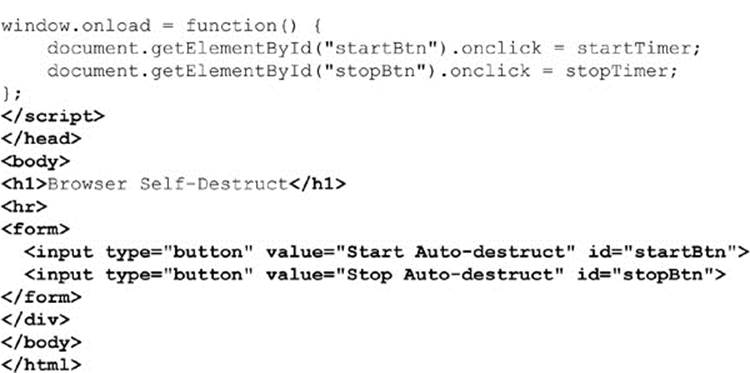 window.onload = function() {
    document.getElementById("startBtn").onclick = startTimer;
    document.getElementById("stopBtn").onclick = stopTimer;
};
</script>
</head>
<body>
<h1>Browser Self-Destruct</h1>
<hr>
<form>
  <input type="button" value="Start Auto-destruct" id="startBtn">
  <input type="button" value="Stop Auto-destruct" id="stopBtn">
</form>
</div>
</body>
</html>